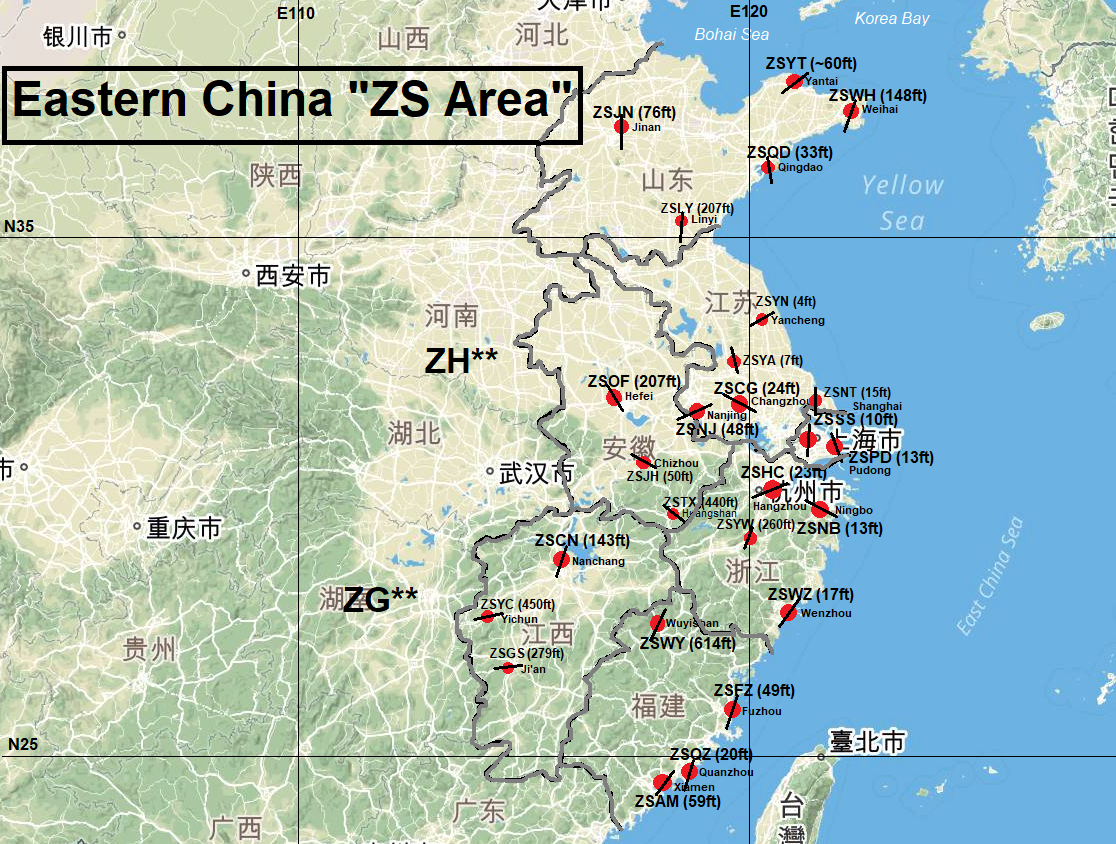 天津市
E110
E120
Korea Bay
银川市
山西
河北
Bohai Sea
ZSYT (~60ft)
Yantai
Eastern China "ZS Area"
ZSWH (148ft)
Weihai
ZSJN (76ft)
Jinan
ZSQD (33ft)
Qingdao
陕西
山东
Yellow
Sea
ZSLY (207ft)
Linyi
N35
西安市
河南
江苏
ZSYN (4ft)
Yancheng
ZH**
ZSYA (7ft)
ZSOF (207ft)
Hefei
ZSCG (24ft)
Changzhou
ZSNT (15ft)
Shanghai
Nanjing
ZSNJ (48ft)
ZSSS (10ft)
湖北
安徽
上海市
ZSPD (13ft)
Pudong
Chizhou
ZSJH (50ft)
武汉市
市
ZSHC (23ft)
杭州市
Hangzhou
ZSTX (440ft)
Huangshan
Ningbo
ZSNB (13ft)
ZSYW (260ft)
重庆市
ZSCN (143ft)
Nanchang
浙江
East China Sea
ZG**
ZSYC (450ft)
Yichun
江西
ZSWZ (17ft)
Wenzhou
Wuyishan
ZSWY (614ft)
贵州
ZSGS (279ft)
Ji'an
ZSFZ (49ft)
Fuzhou
福建
N25
臺北市
ZSQZ (20ft)
Quanzhou
Xiamen
ZSAM (59ft)
广东
广西
台
灣